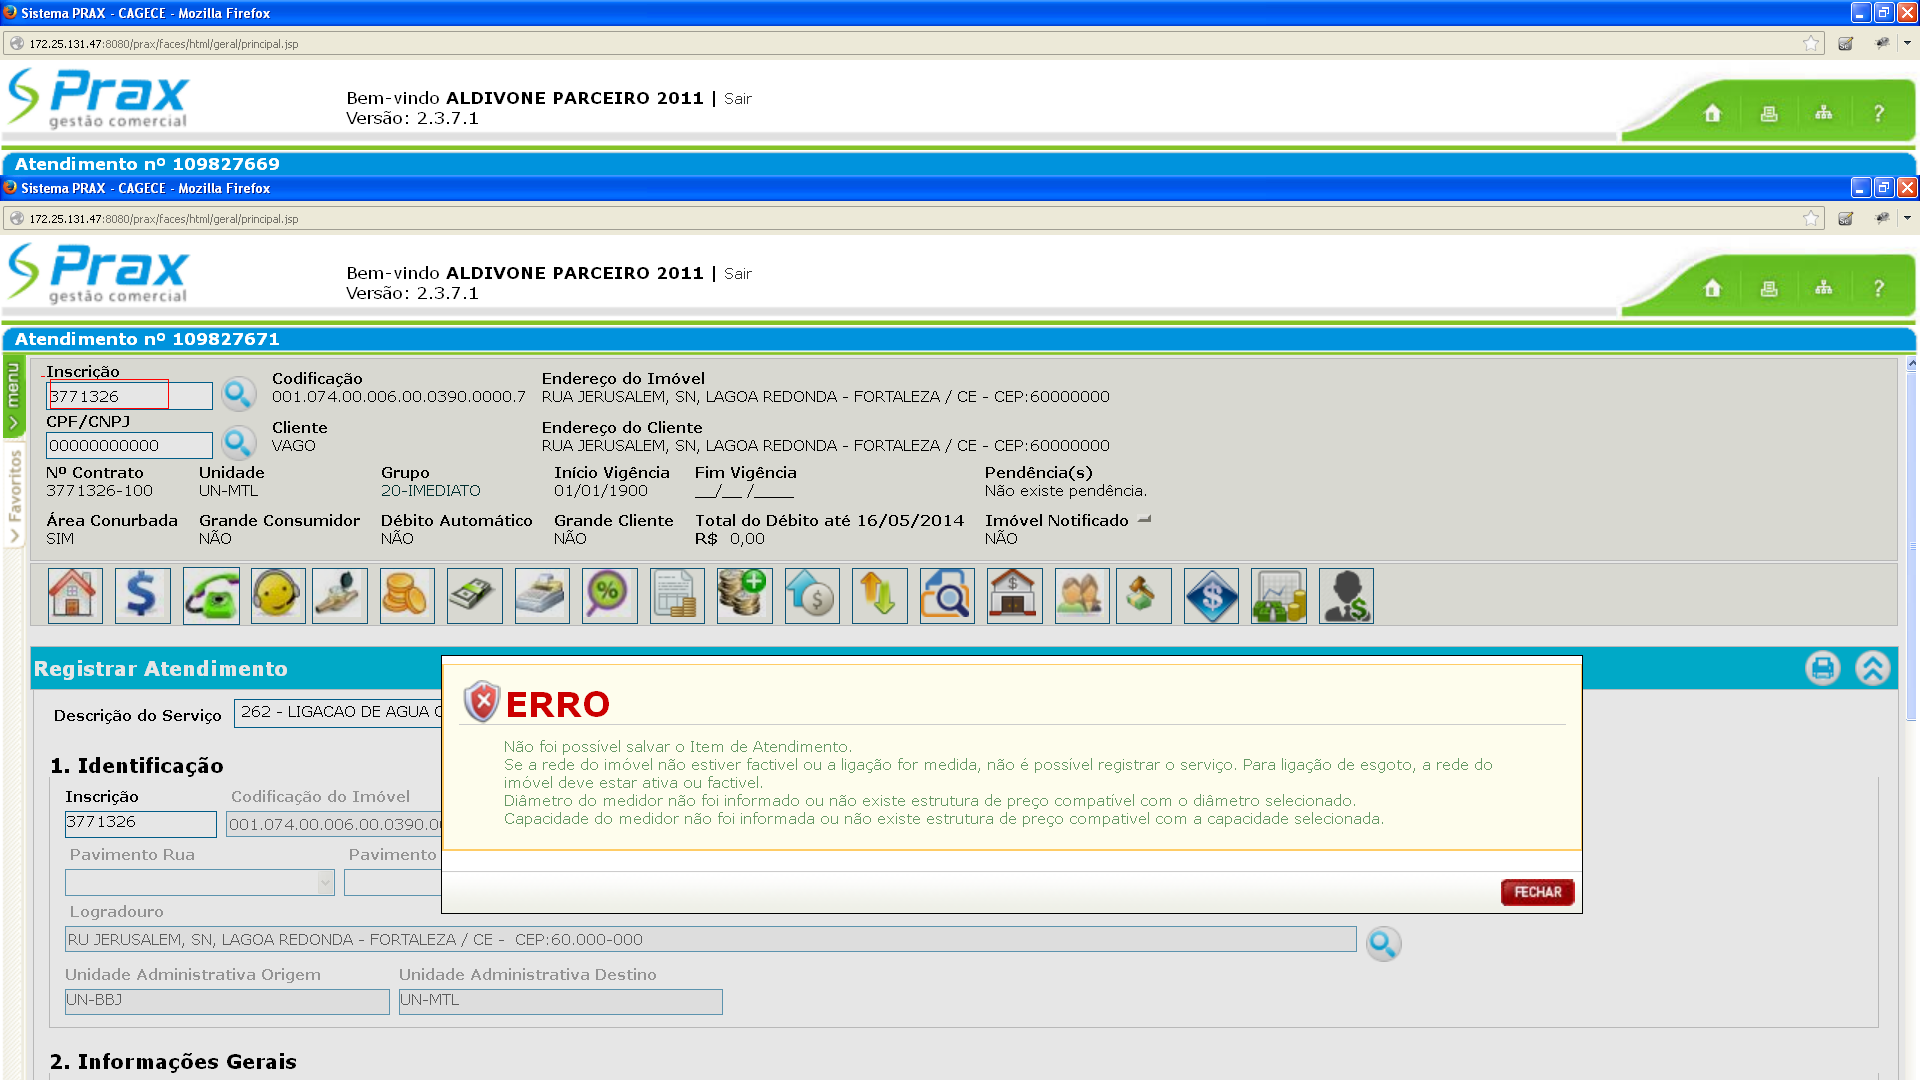 Sistema PRAX - CAGECE - Mozilla Firefox
172.25.131.47:8080/prax/faces/html/geral/principal.jsp
Prax
gestão comercial
Bem-vindo ALDIVONE PARCEIRO 2011 | Sair
Versão: 2.3.7.1
?
Atendimento nº 109827669
Sistema PRAX - CAGECE - Mozilla Firefox
172.25.131.47:8080/prax/faces/html/geral/principal.jsp
Prax
gestão comercial
Bem-vindo ALDIVONE PARCEIRO 2011 | Sair
Versão: 2.3.7.1
?
Atendimento nº 109827671
menu
Favoritos
Inscrição
3771326
Codificação
001.074.00.006.00.0390.0000.7
Endereço do Imóvel
RUA JERUSALEM, SN, LAGOA REDONDA - FORTALEZA / CE - CEP:60000000
CPF/CNPJ
00000000000
Cliente
VAGO
Endereço do Cliente
RUA JERUSALEM, SN, LAGOA REDONDA - FORTALEZA / CE - CEP:60000000
Nº Contrato Unidade Grupo Início Vigência Fim Vigência Pendência(s)
3771326-100 UN-MTL 20-IMEDIATO 01/01/1900 __/__ /____ Não existe pendência.
Área Conurbada Grande Consumidor Débito Automático Grande Cliente Total do Débito até 16/05/2014 Imóvel Notificado
SIM NÃO NÃO NÃO R$ 0,00 NÃO
Registrar Atendimento
Descrição do Serviço 262 - LIGACAO DE AGUA
ERRO
Não foi possível salvar o Item de Atendimento.
Se a rede do imóvel não estiver factivel ou a ligação for medida, não é possível registrar o serviço. Para ligação de esgoto, a rede do
imóvel deve estar ativa ou factivel.
Diâmetro do medidor não foi informado ou não existe estrutura de preço compatível com o diâmetro selecionado.
Capacidade do medidor não foi informada ou não existe estrutura de preço compativel com a capacidade selecionada.
FECHAR
1. Identificação
Inscrição Codificação do Imóvel
3771326 001.074.00.006.00.0390.0
Pavimento Rua Pavimento
Logradouro
RU JERUSALEM, SN, LAGOA REDONDA - FORTALEZA / CE - CEP:60.000-000
Unidade Administrativa Origem Unidade Administrativa Destino
UN-BBJ UN-MTL
2. Informações Gerais